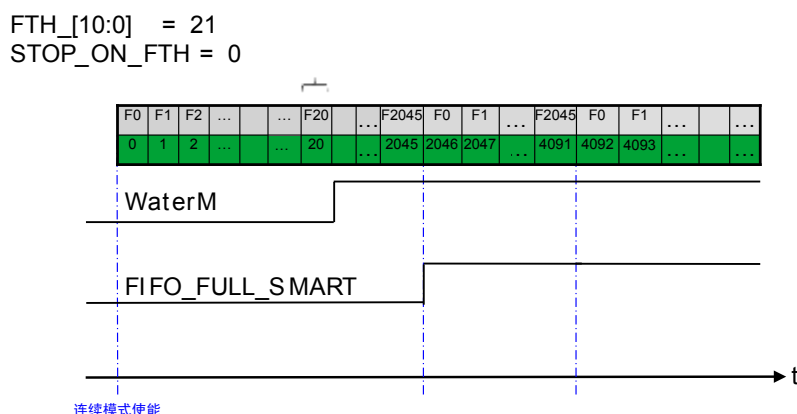 FTH_[10:0] = 21
STOP_ON_FTH = 0
F0 F1 F2 ... ... F20 ... F2045 F0 F1 ... F2045 F0 F1 ... ...
0 1 2 ... ... 20 ... 2045 2046 2047 ... 4091 4092 4093 ... ...
WaterM
FIFO_FULL_SMART
t
连续模式使能